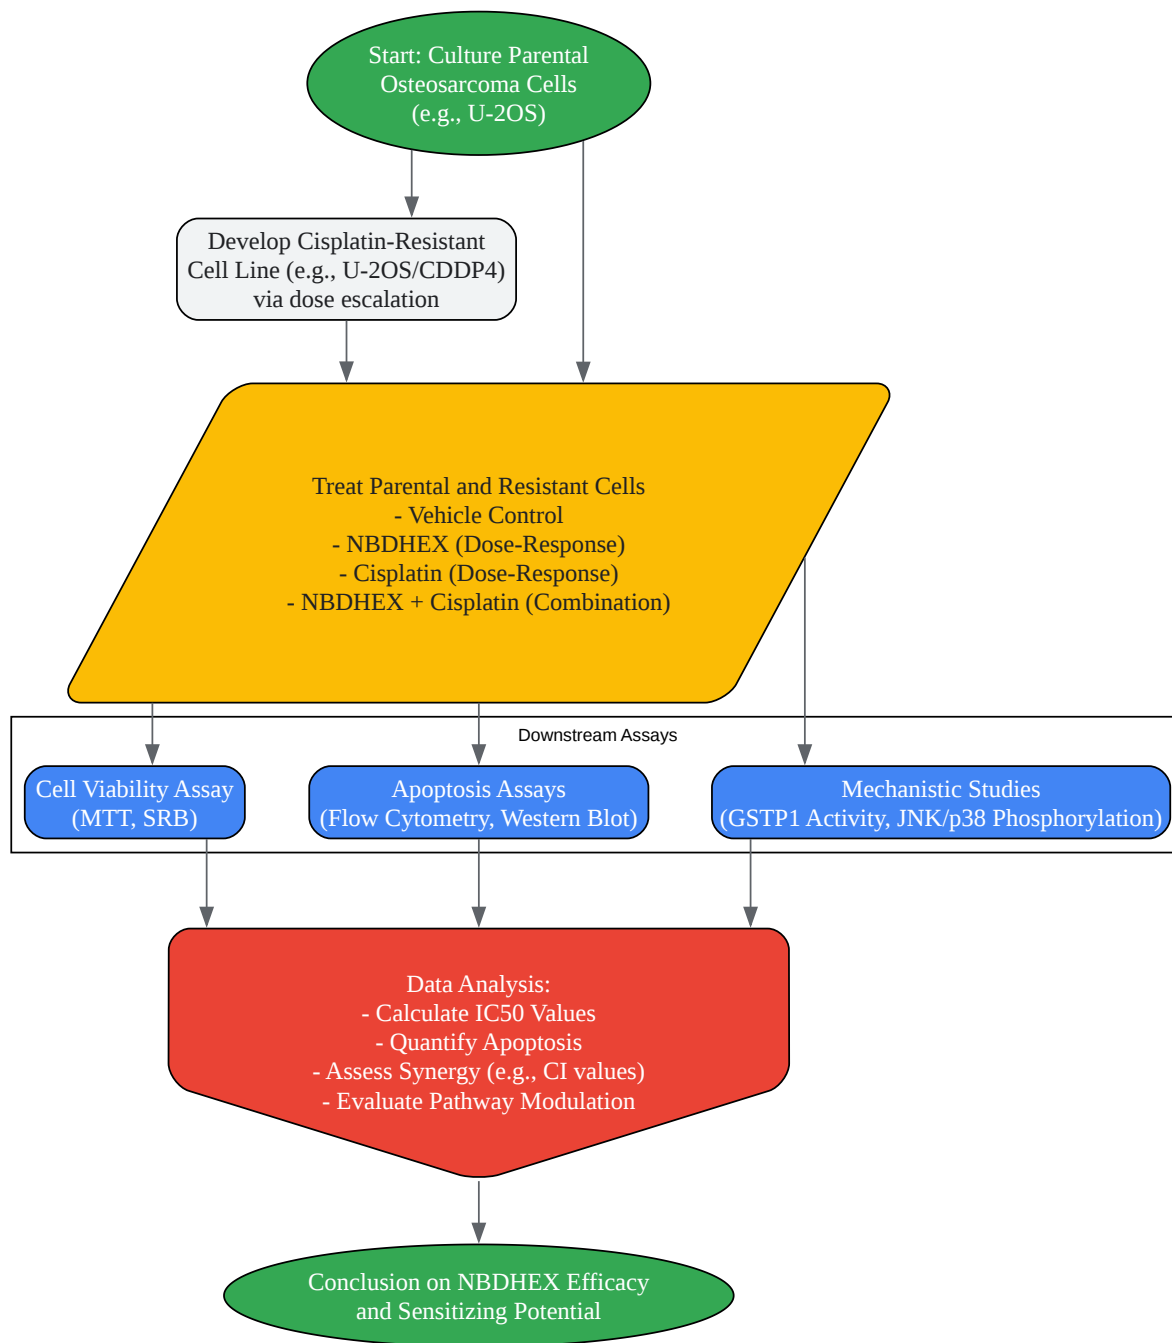 Start: Culture Parental
Osteosarcoma Cells
(e.g., U-2OS)
Develop Cisplatin-Resistant
Cell Line (e.g., U-2OS/CDDP4)
via dose escalation
Treat Parental and Resistant Cells
- Vehicle Control
- NBDHEX (Dose-Response)
- Cisplatin (Dose-Response)
- NBDHEX + Cisplatin (Combination)
Downstream Assays
Cell Viability Assay
(MTT, SRB)
Apoptosis Assays
(Flow Cytometry, Western Blot)
Mechanistic Studies
(GSTP1 Activity, JNK/p38 Phosphorylation)
Data Analysis:
- Calculate IC50 Values
- Quantify Apoptosis
- Assess Synergy (e.g., CI values)
- Evaluate Pathway Modulation
Conclusion on NBDHEX Efficacy
and Sensitizing Potential